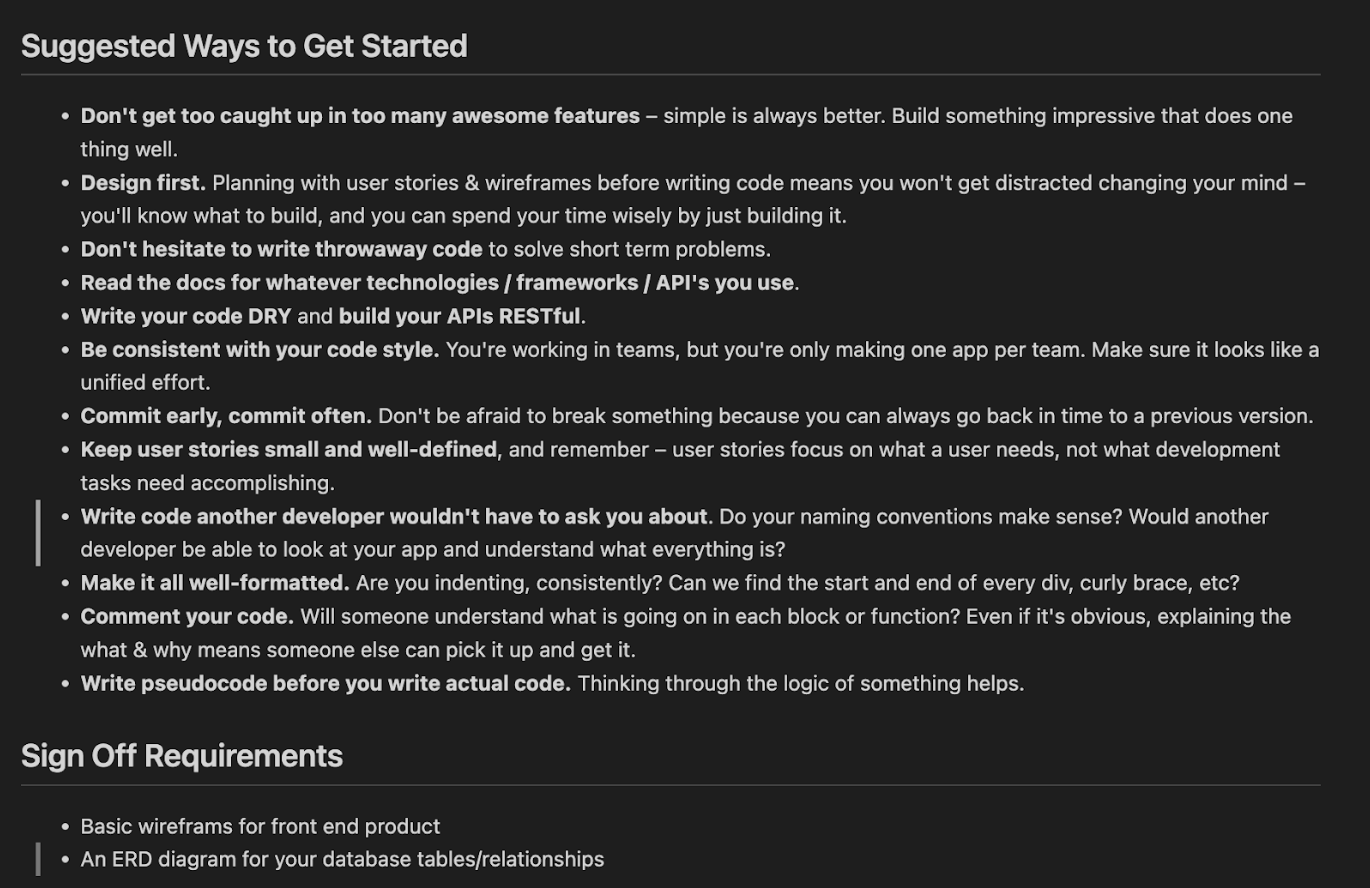 Suggested Ways to Get Started
• Don't get too caught up in too many awesome features – simple is always better. Build something impressive that does one
thing well.
• Design first. Planning with user stories & wireframes before writing code means you won't get distracted changing your mind –
you'll know what to build, and you can spend your time wisely by just building it.
• Don't hesitate to write throwaway code to solve short term problems.
• Read the docs for whatever technologies / frameworks / API's you use.
• Write your code DRY and build your APIs RESTful.
• Be consistent with your code style. You're working in teams, but you're only making one app per team. Make sure it looks like a
unified effort.
• Commit early, commit often. Don't be afraid to break something because you can always go back in time to a previous version.
• Keep user stories small and well-defined, and remember – user stories focus on what a user needs, not what development
tasks need accomplishing.
• Write code another developer wouldn't have to ask you about. Do your naming conventions make sense? Would another
developer be able to look at your app and understand what everything is?
• Make it all well-formatted. Are you indenting, consistently? Can we find the start and end of every div, curly brace, etc?
• Comment your code. Will someone understand what is going on in each block or function? Even if it's obvious, explaining the
what & why means someone else can pick it up and get it.
• Write pseudocode before you write actual code. Thinking through the logic of something helps.
Sign Off Requirements
• Basic wireframs for front end product
• An ERD diagram for your database tables/relationships